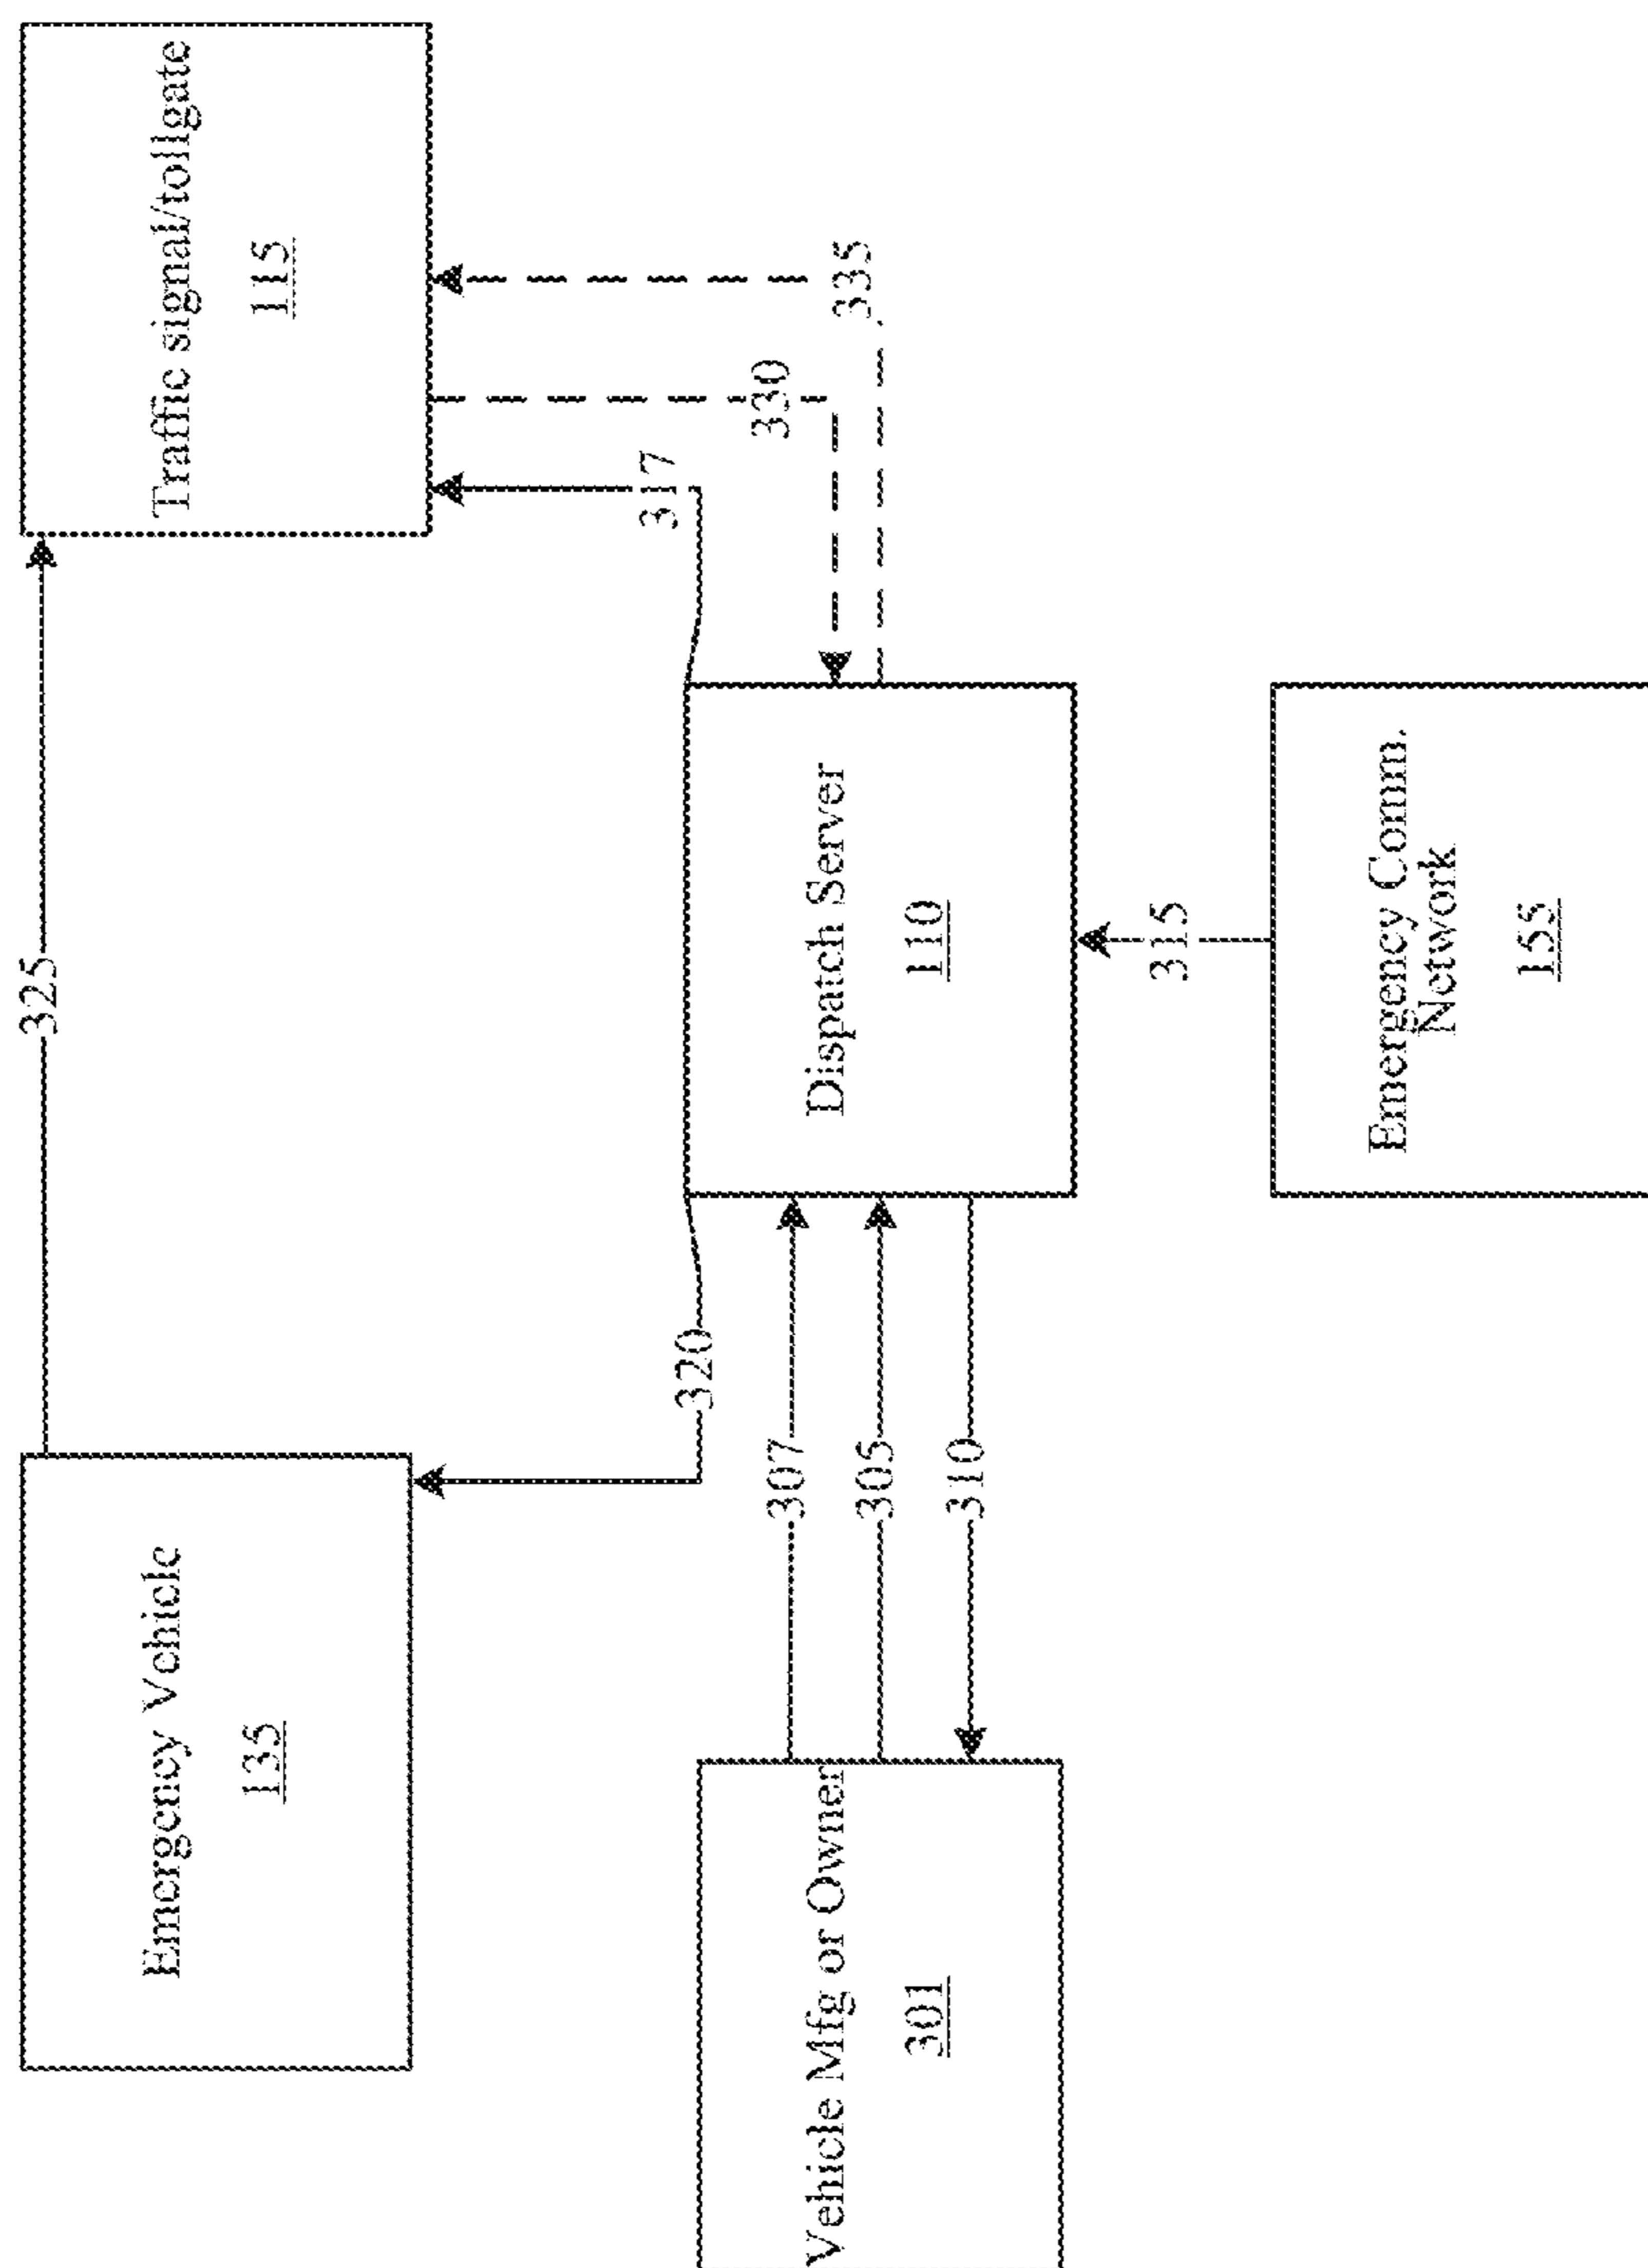 325
Emergency Vehicle
135
Traffic signal/tollgate
115
320
317
330
335
307
305
310
Vehicle Mfg or Owner
301
Dispatch Server
110
315
Emergency Comm.
Network
155